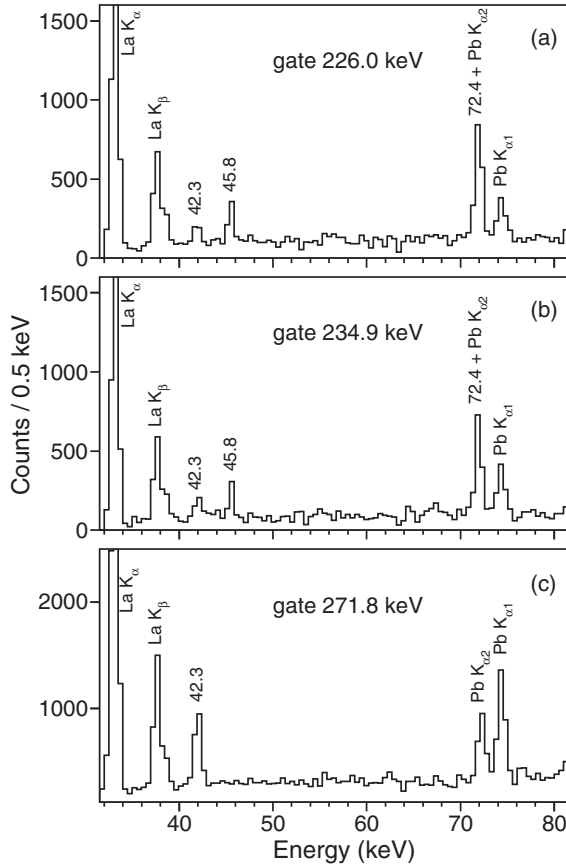 1500
1000
500
0
La Kα
La Kβ
42.3
45.8
gate 226.0 keV
72.4 + Pb Kα2
Pb Kα1
(a)
1500
1000
500
0
La Kα
La Kβ
42.3
45.8
gate 234.9 keV
72.4 + Pb Kα2
Pb Kα1
(b)
Counts / 0.5 keV
2000
1000
La Kα
La Kβ
42.3
gate 271.8 keV
Pb Kα2
Pb Kα1
(c)
40 50 60 70 80
Energy (keV)